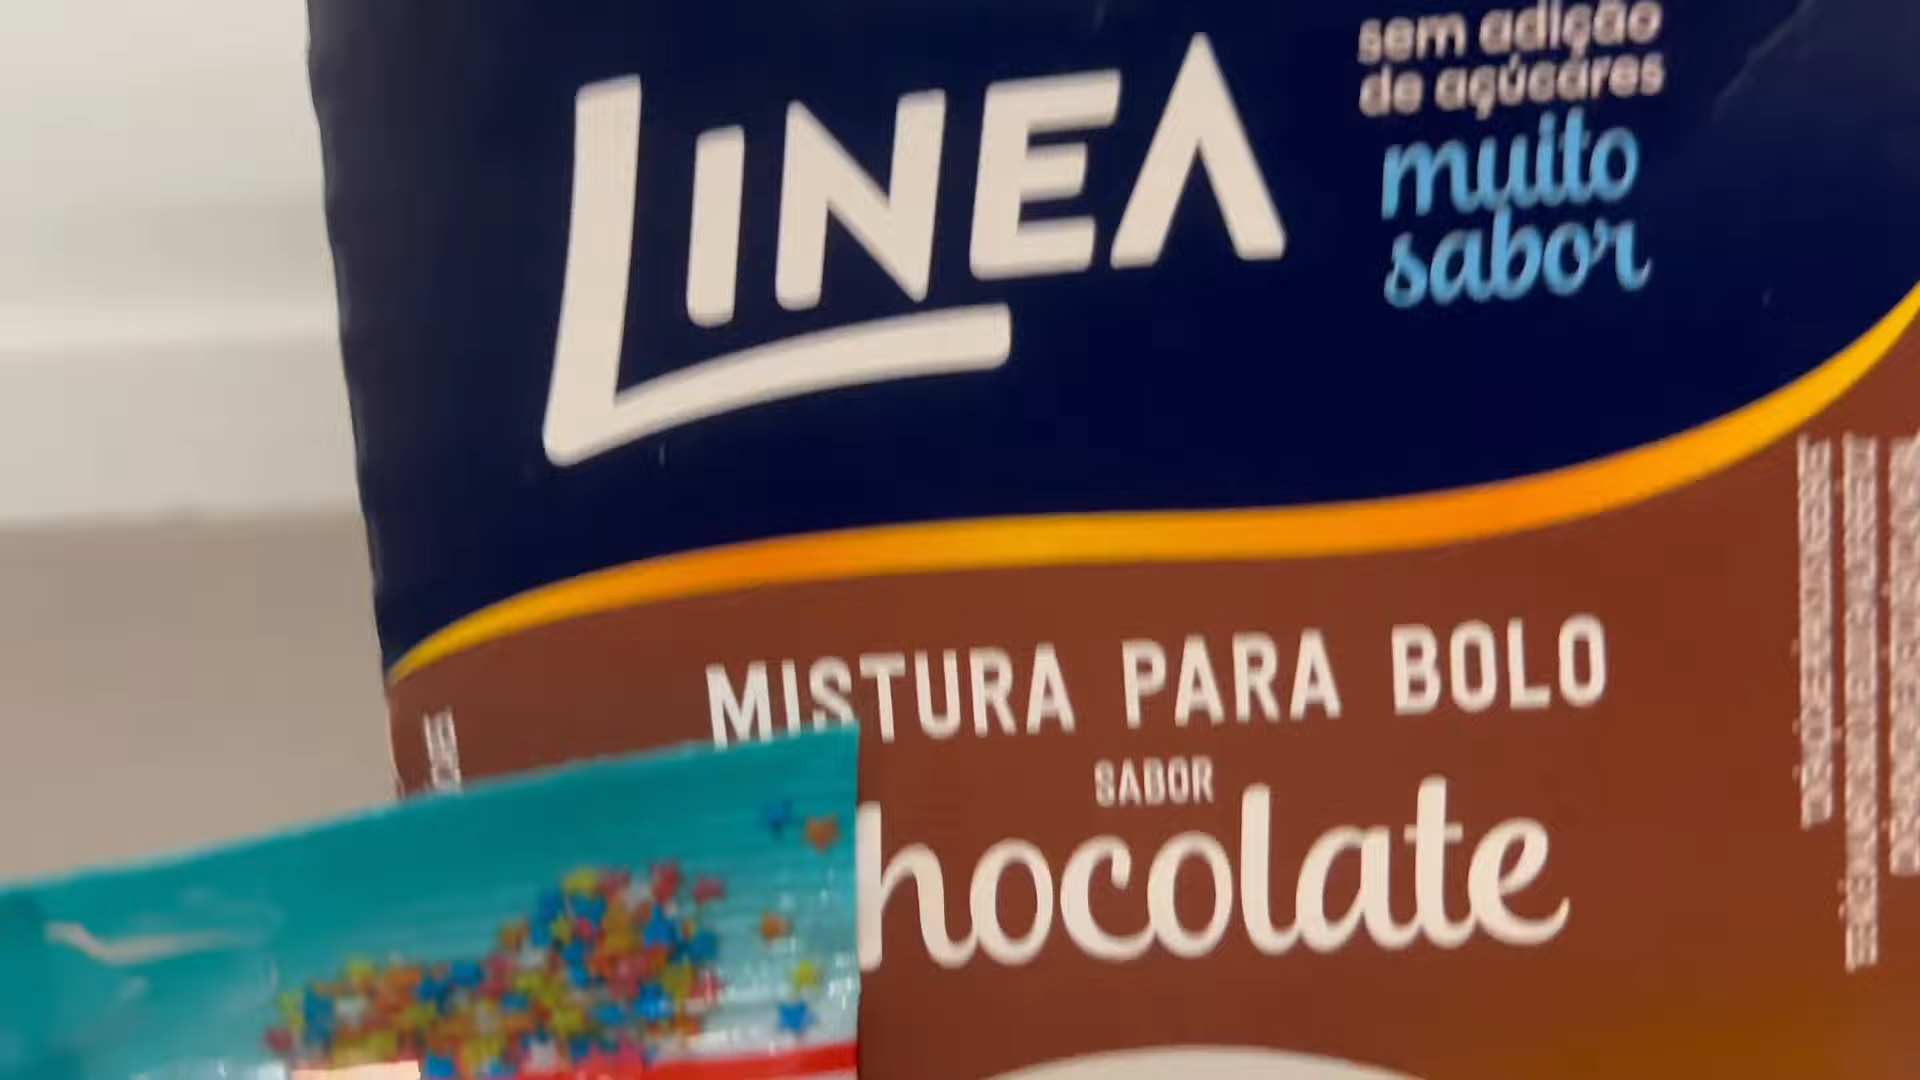 LINEA
sem adição
de açúcares
muito
sabor
MISTURA PARA BOLO
SABOR
hocolate